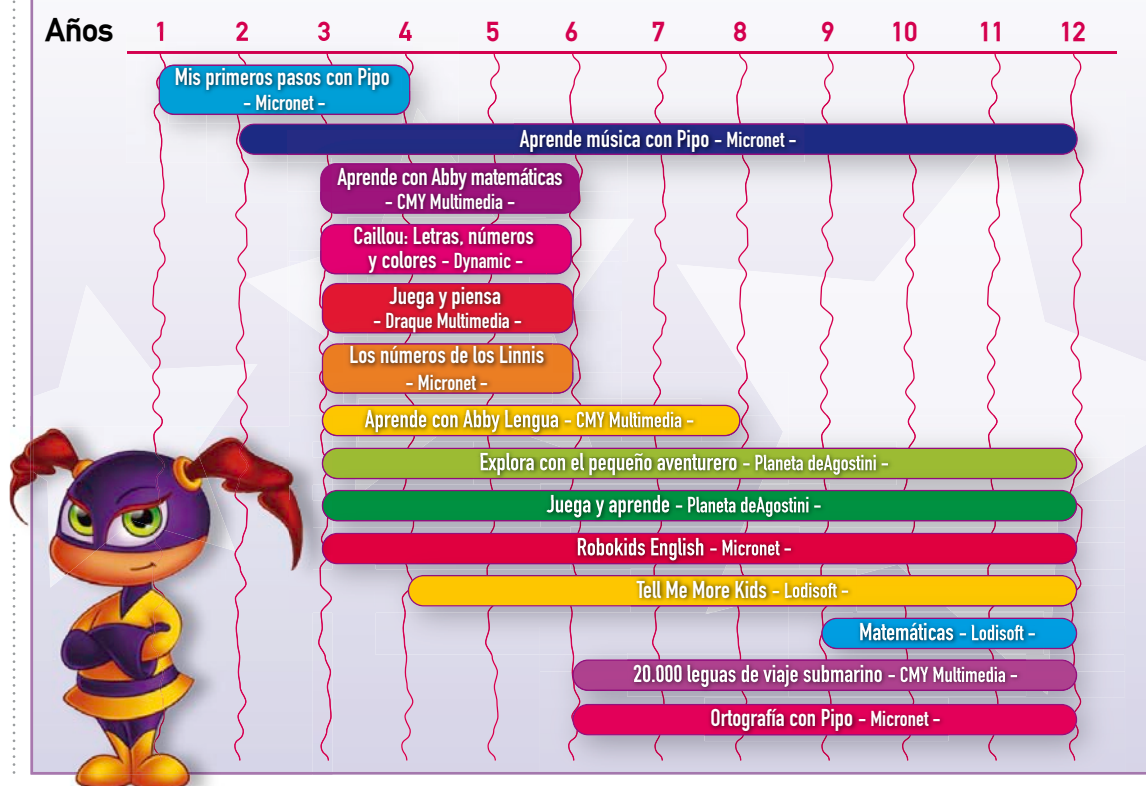 Años 1 2 3 4 5 6 7 8 9 10 11 12
Mis primeros pasos con Pipo
- Micronet -
Aprende música con Pipo - Micronet -
Aprende con Abby matemáticas
- CMY Multimedia -
Caillou: Letras, números
y colores - Dynamic -
Juega y piensa
- Draque Multimedia -
Los números de los Linnis
- Micronet -
Aprende con Abby Lengua - CMY Multimedia -
Explora con el pequeño aventurero - Planeta deAgostini -
Juega y aprende - Planeta deAgostini -
Robokids English - Micronet -
Tell Me More Kids - Lodisoft -
Matemáticas - Lodisoft -
20.000 leguas de viaje submarino - CMY Multimedia -
Ortografía con Pipo - Micronet -